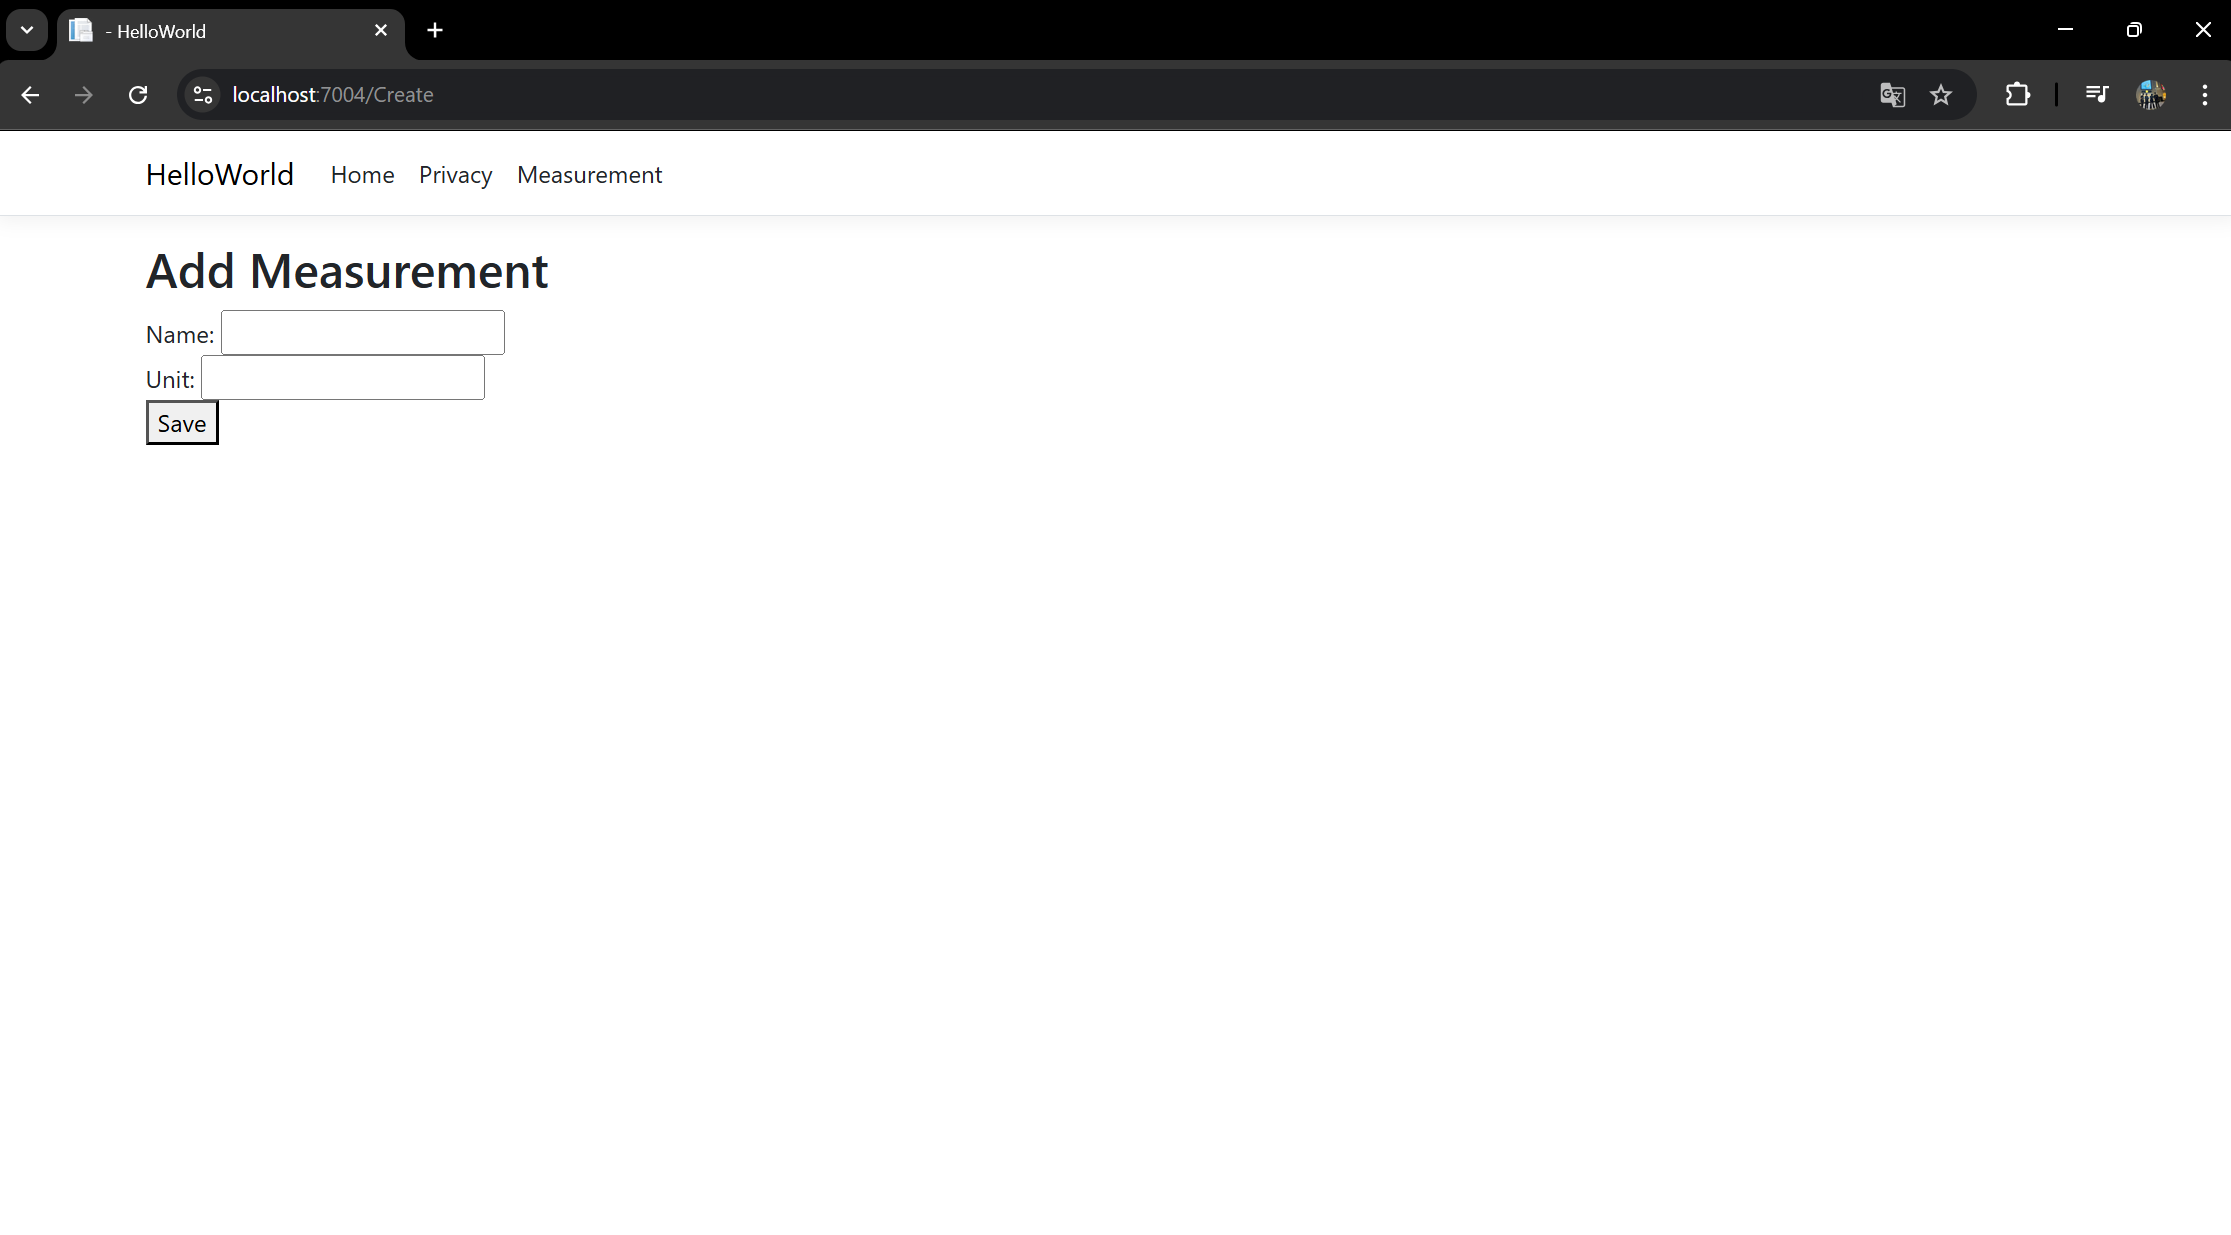 - HelloWorld
localhost:7004/Create
HelloWorld Home Privacy Measurement
Add Measurement
Name:
Unit:
Save